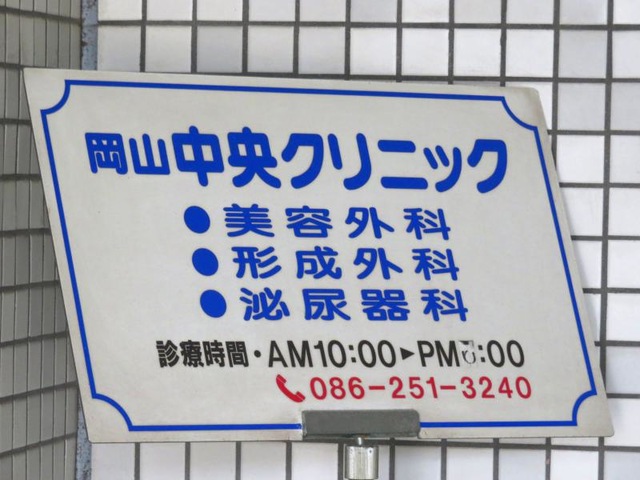 岡山中央クリニック
●美容外科
●形成外科
●泌尿器科
診療時間・AM10:00▶PM :00
086-251-3240